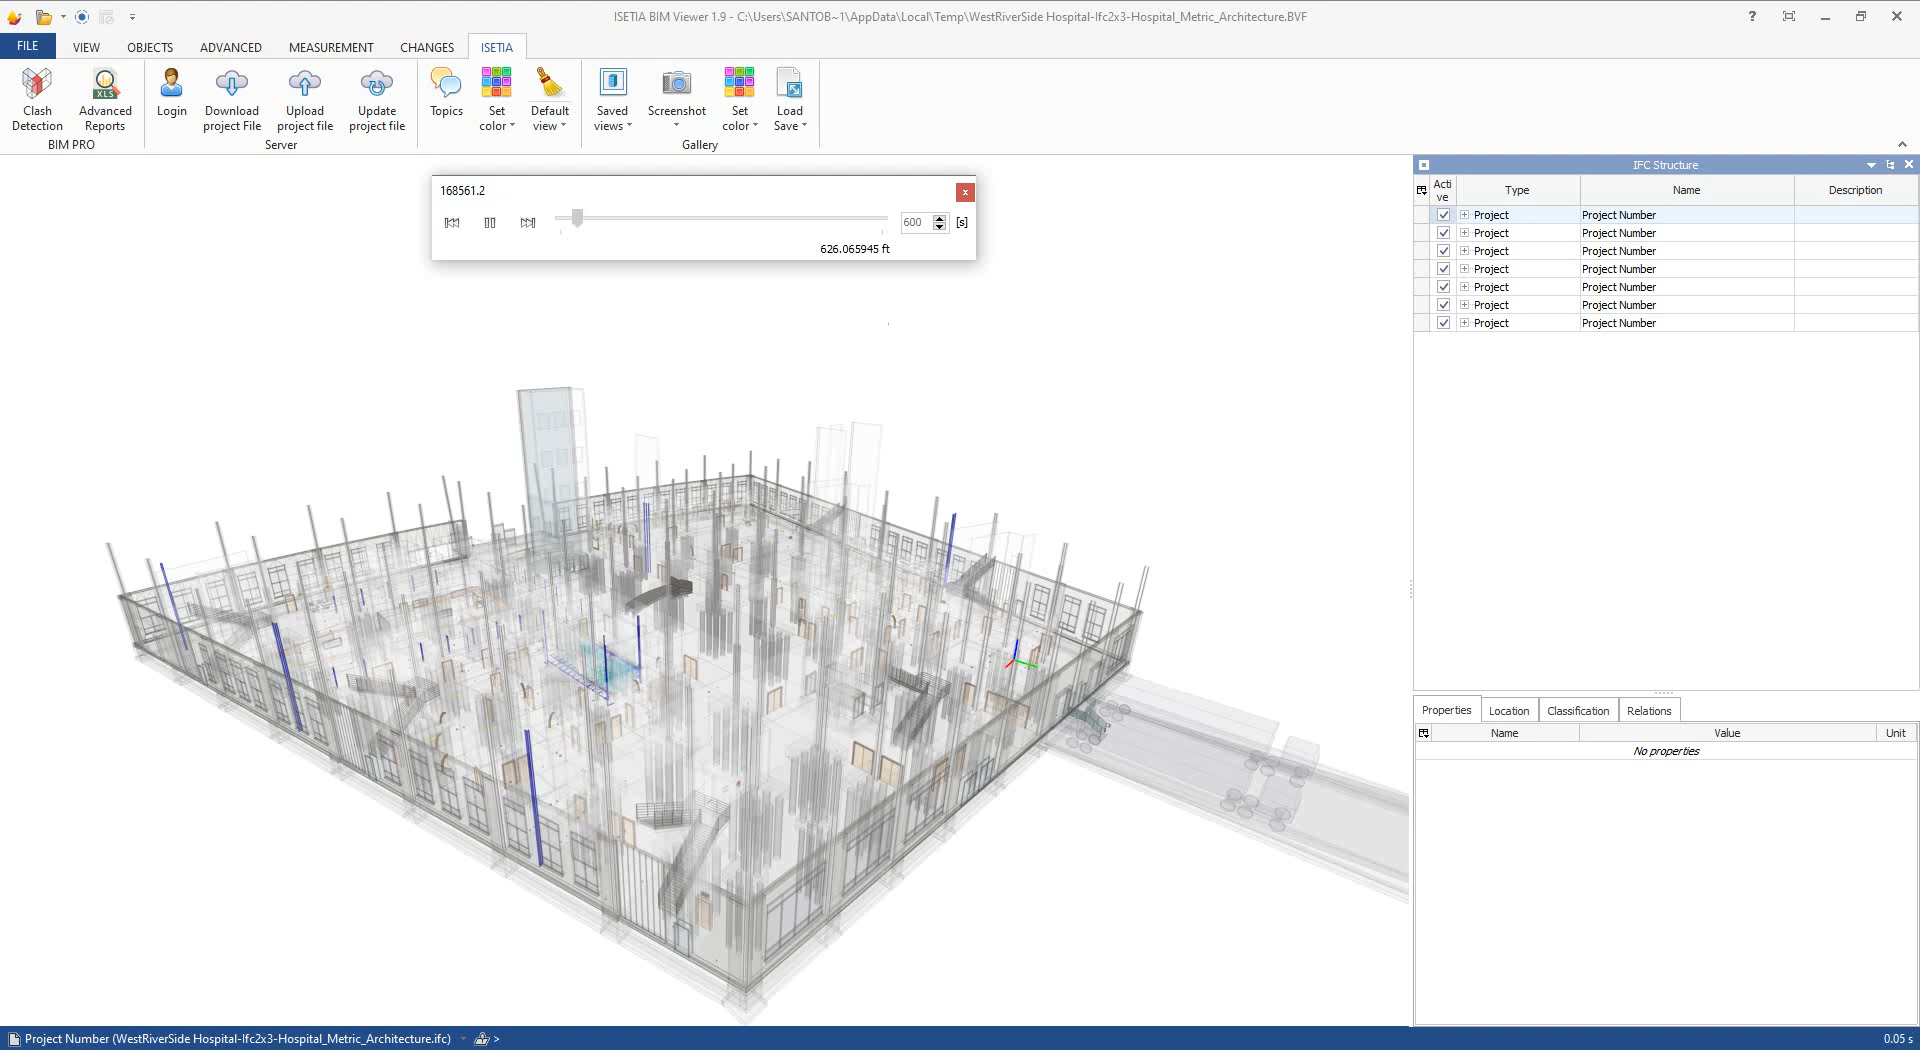 ISETIA BIM Viewer 1.9 - C:\Users\SANTOB~1\AppData\Local\Temp\WestRiverSide Hospital-Ifc2x3-Hospital_Metric_Architecture.BVF
FILE VIEW OBJECTS ADVANCED MEASUREMENT CHANGES ISETIA
Clash Detection
XLS
Advanced Reports
BIM PRO
Login
Download project File
Upload project file
Update project file
Server
Topics
Set color
Default view
Saved views
Screenshot
Set color
Load Save
Gallery
168561.2
600 [s]
626.065945 ft
IFC Structure
Active Type Name Description
Project Project Number
Project Project Number
Project Project Number
Project Project Number
Project Project Number
Project Project Number
Project Project Number
Properties Location Classification Relations
Name Value Unit
No properties
Project Number (WestRiverSide Hospital-Ifc2x3-Hospital_Metric_Architecture.ifc) >
0.05 s